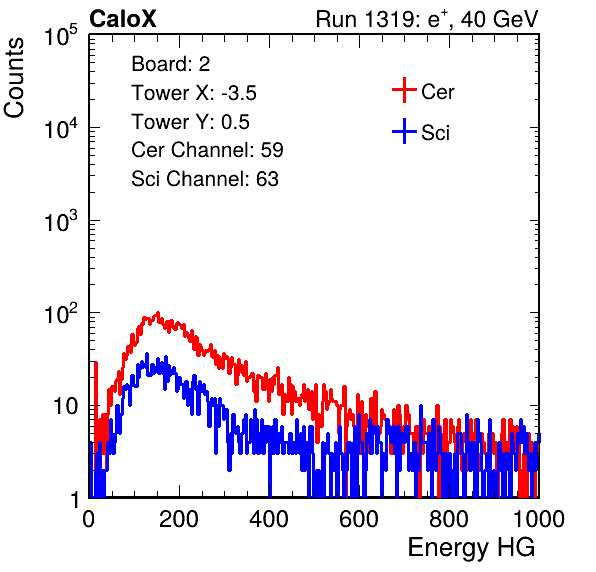 CaloX Run 1319: e+, 40 GeV
Board: 2
Tower X: -3.5
Tower Y: 0.5
Cer Channel: 59
Sci Channel: 63
Cer
Sci
Counts
10^5
10^4
10^3
10^2
10
1
0 200 400 600 800 1000
Energy HG